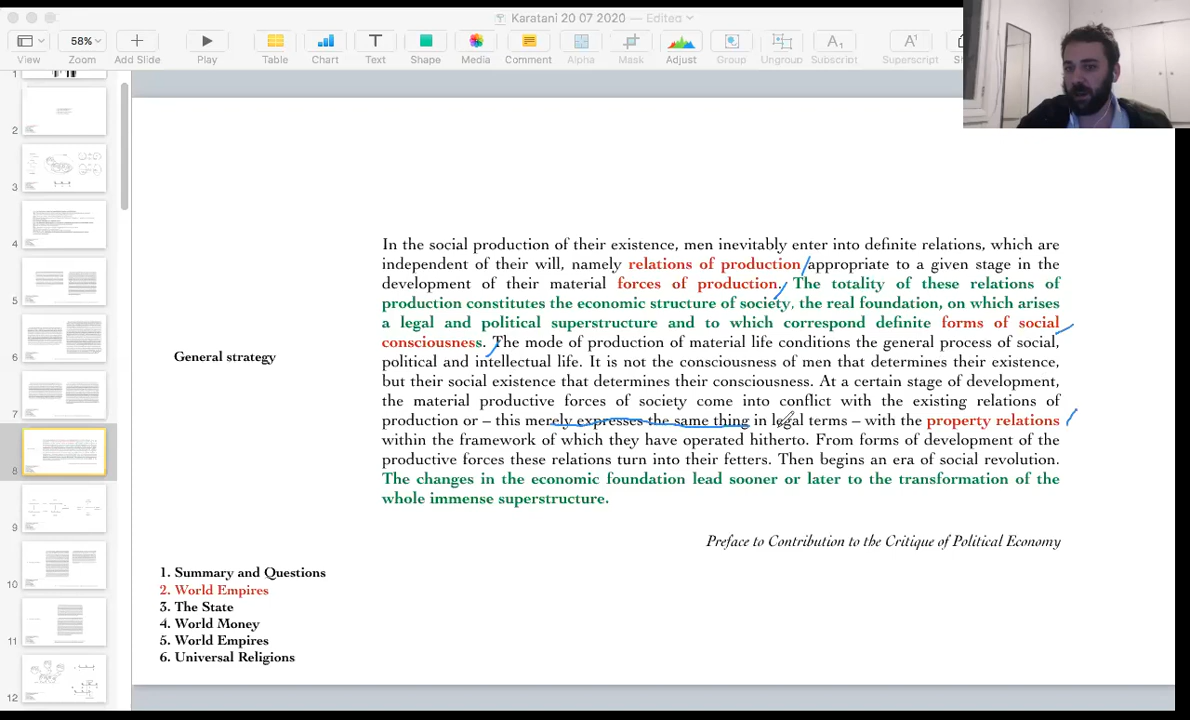 Karatani 20 07 2020 — Edited
58%
View
Zoom
Add Slide
Play
Table
Chart
Text
Shape
Media
Comment
Alpha
Mask
Adjust
Group
Ungroup
Subscript
Superscript
1
2
3
4
5
6
7
8
9
10
11
12
In the social production of their existence, men inevitably enter into definite relations, which are
independent of their will, namely relations of production appropriate to a given stage in the
development of their material forces of production. The totality of these relations of
production constitutes the economic structure of society, the real foundation, on which arises
a legal and political superstructure and to which correspond definite forms of social
consciousness. The mode of production of material life conditions the general process of social,
political and intellectual life. It is not the consciousness of men that determines their existence,
but their social existence that determines their consciousness. At a certain stage of development,
the material productive forces of society come into conflict with the existing relations of
production or – this merely expresses the same thing in legal terms – with the property relations
within the framework of which they have operated hitherto. From forms of development of the
productive forces these relations turn into their fetters. Then begins an era of social revolution.
The changes in the economic foundation lead sooner or later to the transformation of the
whole immense superstructure.
General strategy
Preface to Contribution to the Critique of Political Economy
1. Summary and Questions
2. World Empires
3. The State
4. World Money
5. World Empires
6. Universal Religions